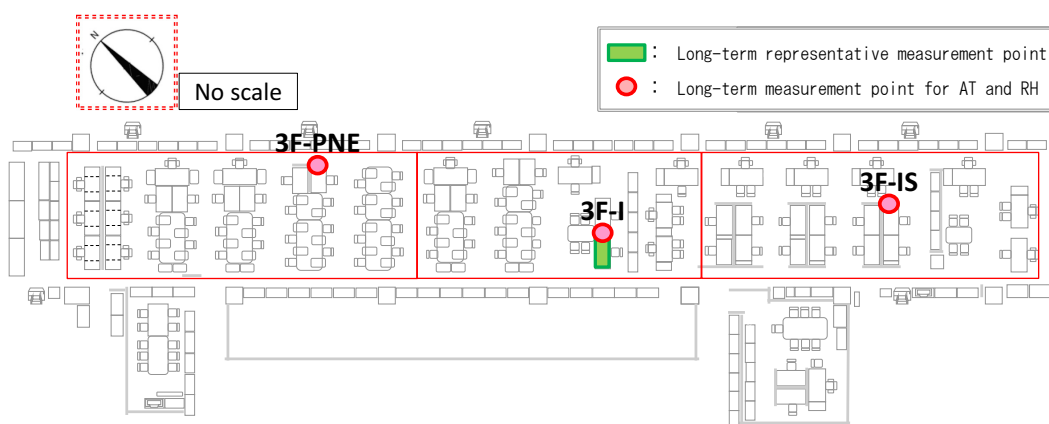 N
No scale
: Long-term representative measurement point
: Long-term measurement point for AT and RH
3F-PNE
3F-I
3F-IS